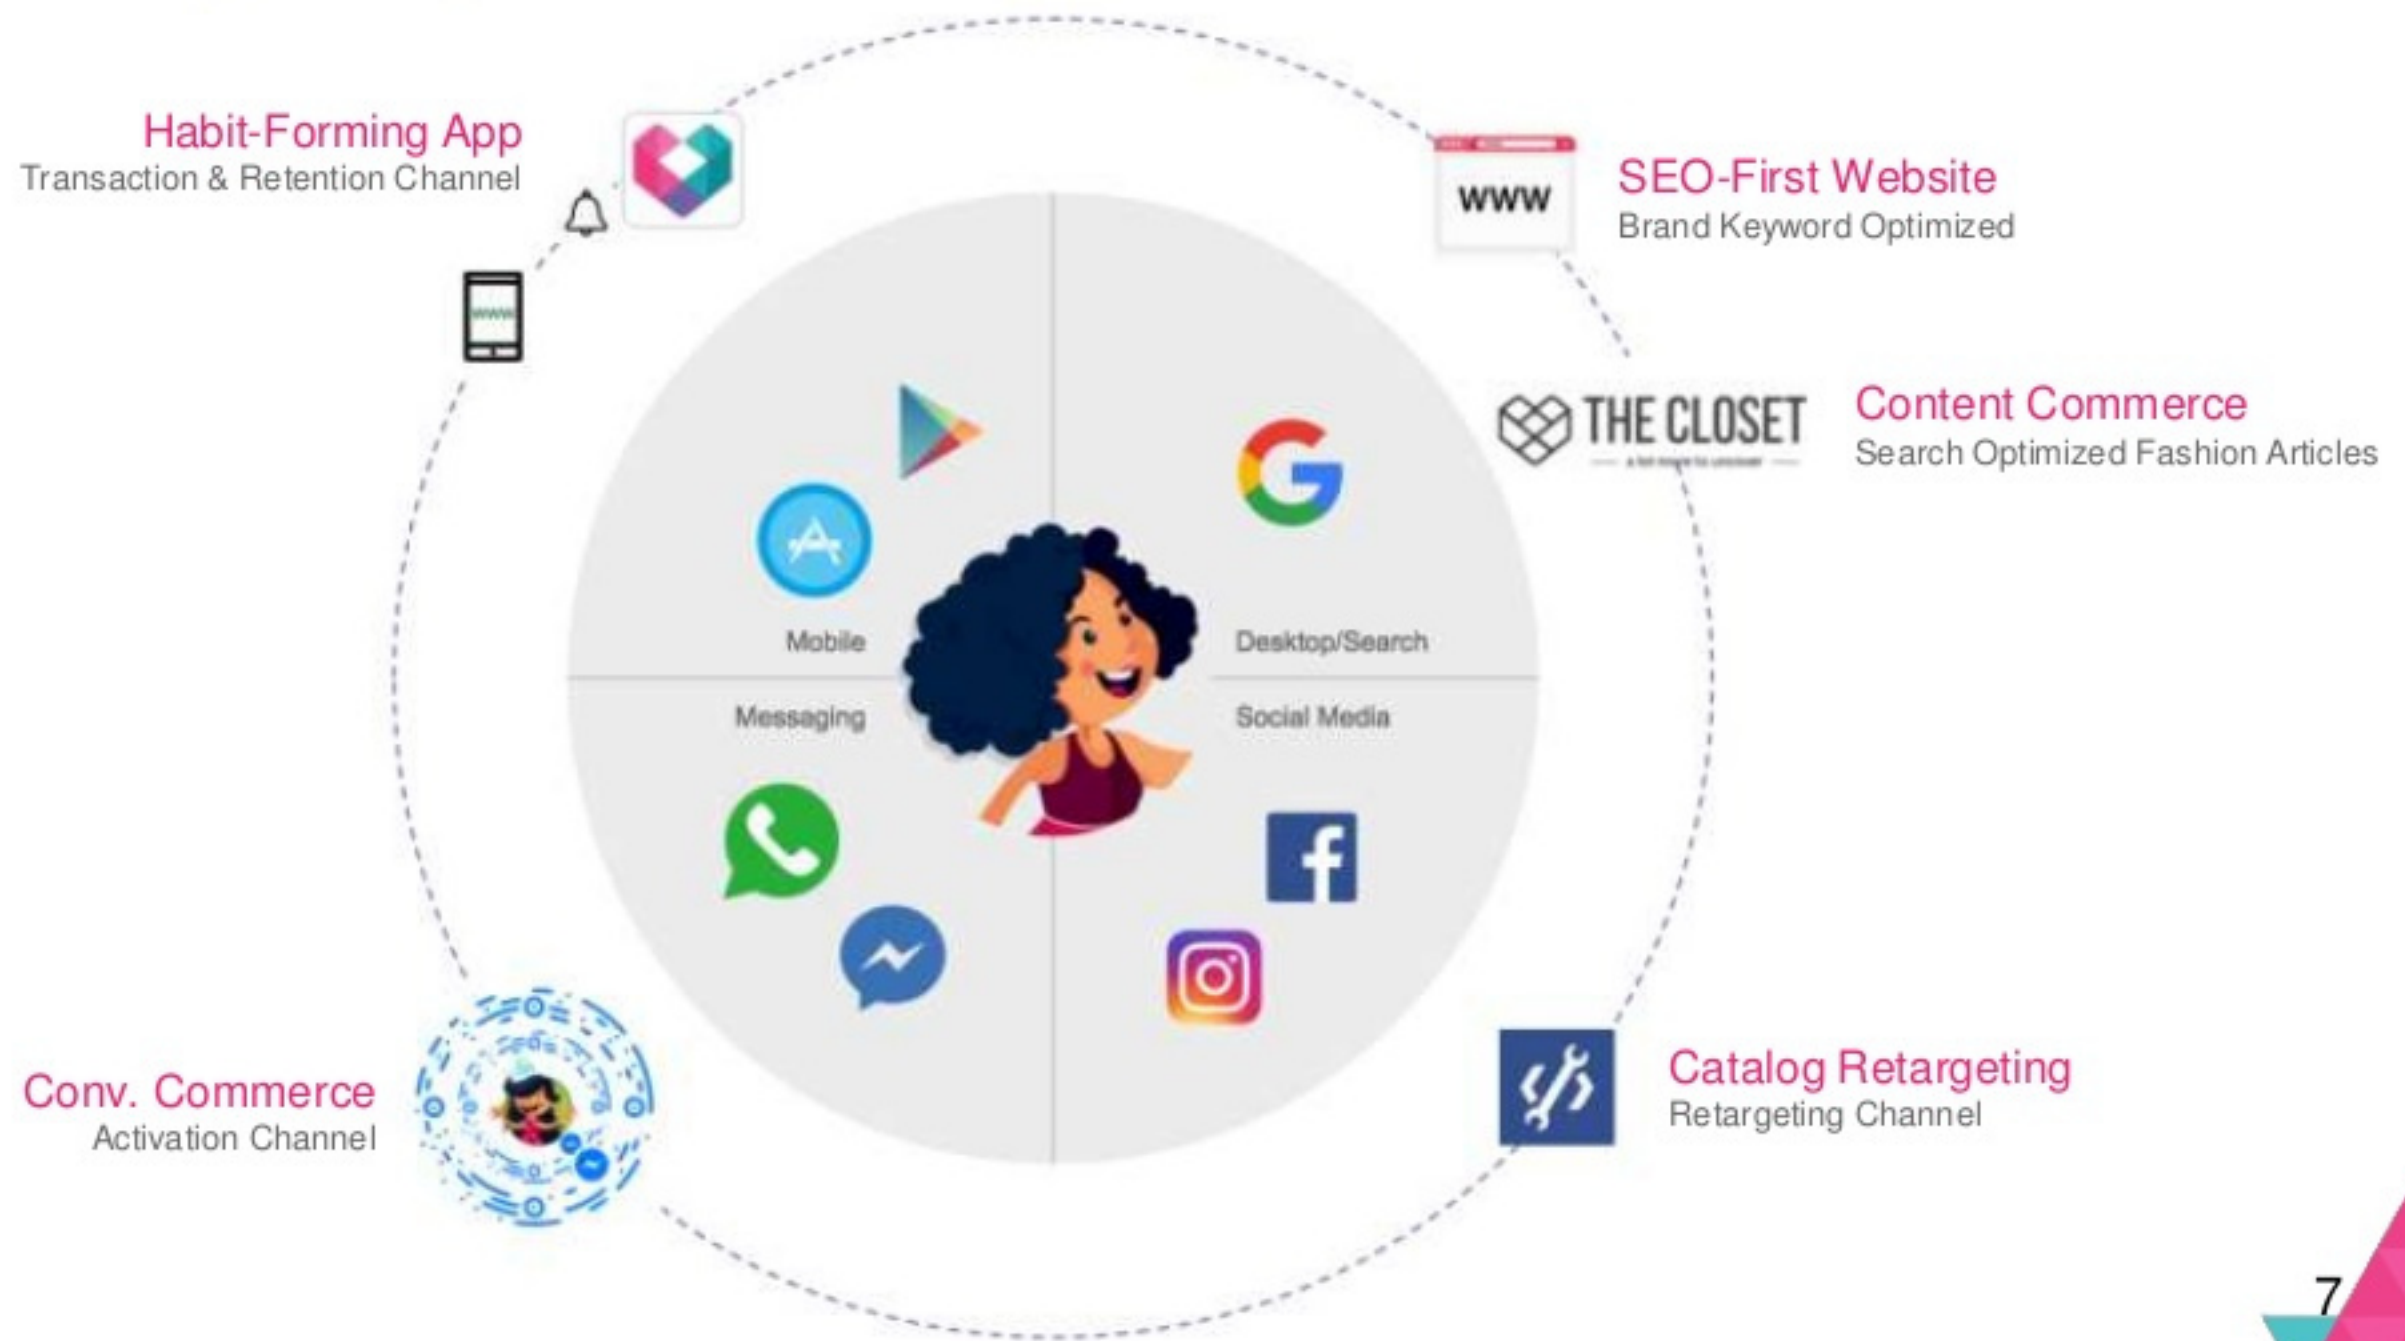 Habit-Forming App
Transaction & Retention Channel
www
www
SEO-First Website
Brand Keyword Optimized
THE CLOSET
Content Commerce
Search Optimized Fashion Articles
Mobile
Desktop/Search
Messaging
Social Media
Conv. Commerce
Activation Channel
Catalog Retargeting
Retargeting Channel
7